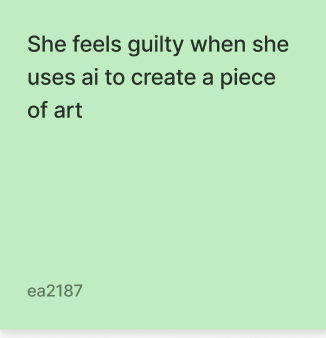 She feels guilty when she
uses ai to create a piece
of art
ea2187